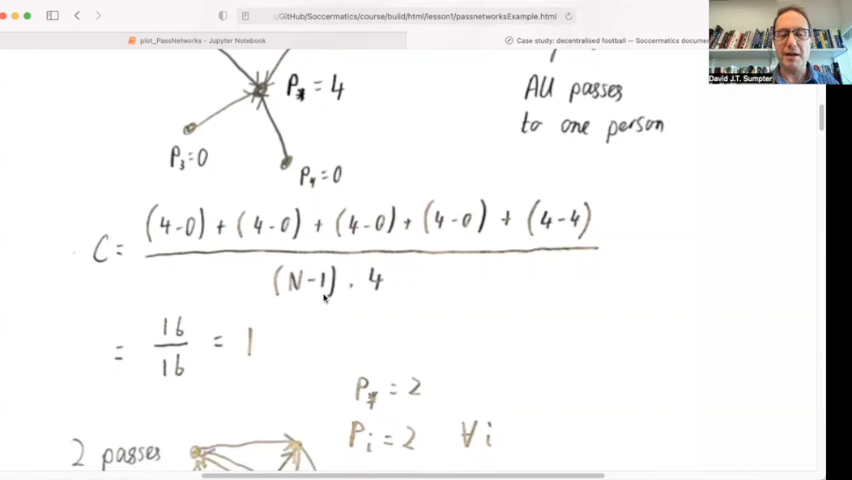 /GitHub/Soccermatics/course/build/html/lesson1/passnetworksExample.html
plot_PassNetworks - Jupyter Notebook
Case study: decentralised football — Soccermatics docume
David J.T. Sumpter
P* = 4
All passes
to one person
P3=0
P4=0
C= (4-0) + (4-0) + (4-0) + (4-0) + (4-4)
(N-1) . 4
= 16 = 1
16
P* = 2
Pi = 2 ∀i
2 passes